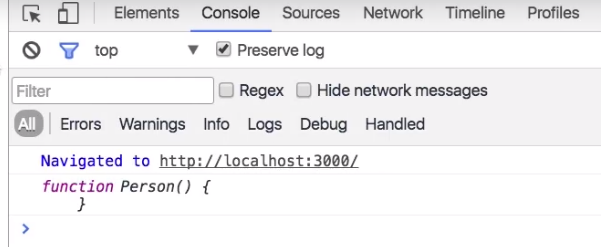 Elements Console Sources Network Timeline Profiles
top Preserve log
Filter Regex Hide network messages
All Errors Warnings Info Logs Debug Handled
Navigated to http://localhost:3000/
function Person() {
}
>